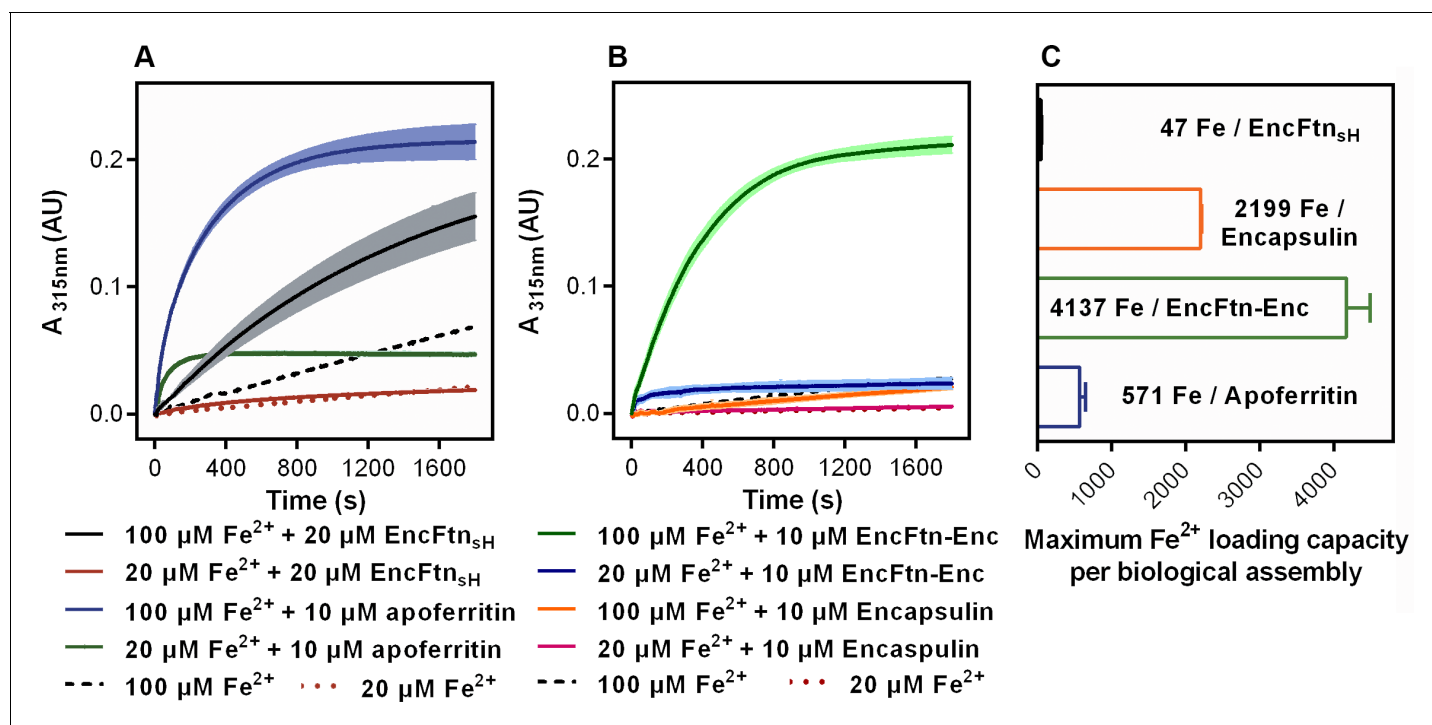 A
A 315nm (AU)
0.2
0.1
0.0
0 400 800 1200 1600
Time (s)
100 µM Fe2+ + 20 µM EncFtnsH
20 µM Fe2+ + 20 µM EncFtnsH
100 µM Fe2+ + 10 µM apoferritin
20 µM Fe2+ + 10 µM apoferritin
100 µM Fe2+ 20 µM Fe2+
B
A 315nm (AU)
0.2
0.1
0.0
0 400 800 1200 1600
Time (s)
100 µM Fe2+ + 10 µM EncFtn-Enc
20 µM Fe2+ + 10 µM EncFtn-Enc
100 µM Fe2+ + 10 µM Encapsulin
20 µM Fe2+ + 10 µM Encaspulin
100 µM Fe2+ 20 µM Fe2+
C
47 Fe / EncFtnsH
2199 Fe /
Encapsulin
4137 Fe / EncFtn-Enc
571 Fe / Apoferritin
0 1000 2000 3000 4000
Maximum Fe2+ loading capacity
per biological assembly